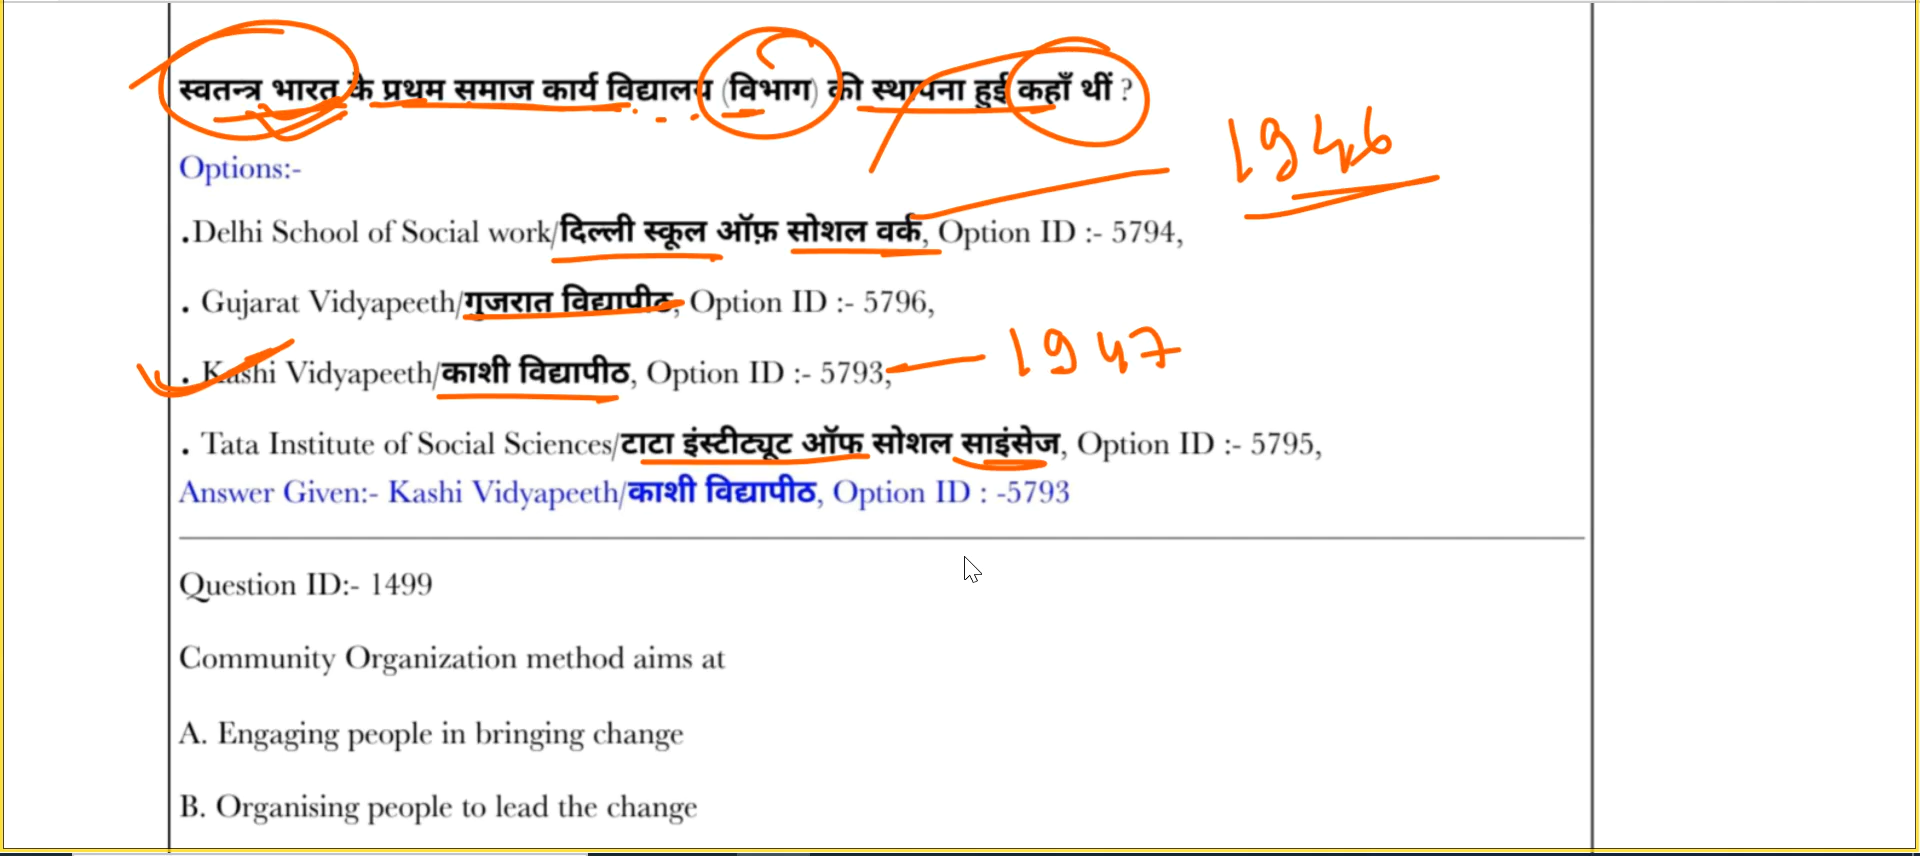 स्वतन्त्र भारत के प्रथम समाज कार्य विद्यालय (विभाग) की स्थापना हुई कहाँ थीं ?
1946
Options:-
.Delhi School of Social work/दिल्ली स्कूल ऑफ़ सोशल वर्क, Option ID :- 5794,
. Gujarat Vidyapeeth/गुजरात विद्यापीठ, Option ID :- 5796,
. Kashi Vidyapeeth/काशी विद्यापीठ, Option ID :- 5793, 1947
. Tata Institute of Social Sciences/टाटा इंस्टीट्यूट ऑफ सोशल साइंसेज, Option ID :- 5795,
Answer Given:- Kashi Vidyapeeth/काशी विद्यापीठ, Option ID : -5793
Question ID:- 1499
Community Organization method aims at
A. Engaging people in bringing change
B. Organising people to lead the change